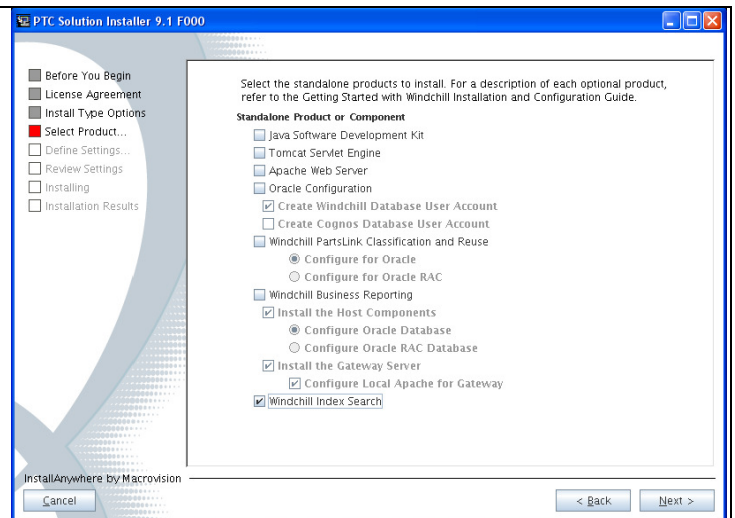 PTC Solution Installer 9.1 F000
Before You Begin
License Agreement
Install Type Options
Select Product...
Define Settings...
Review Settings
Installing
Installation Results
Select the standalone products to install. For a description of each optional product,
refer to the Getting Started with Windchill Installation and Configuration Guide.
Standalone Product or Component
Java Software Development Kit
Tomcat Servlet Engine
Apache Web Server
Oracle Configuration
Create Windchill Database User Account
Create Cognos Database User Account
Windchill PartsLink Classification and Reuse
Configure for Oracle
Configure for Oracle RAC
Windchill Business Reporting
Install the Host Components
Configure Oracle Database
Configure Oracle RAC Database
Install the Gateway Server
Configure Local Apache for Gateway
Windchill Index Search
InstallAnywhere by Macrovision
Cancel
< Back
Next >